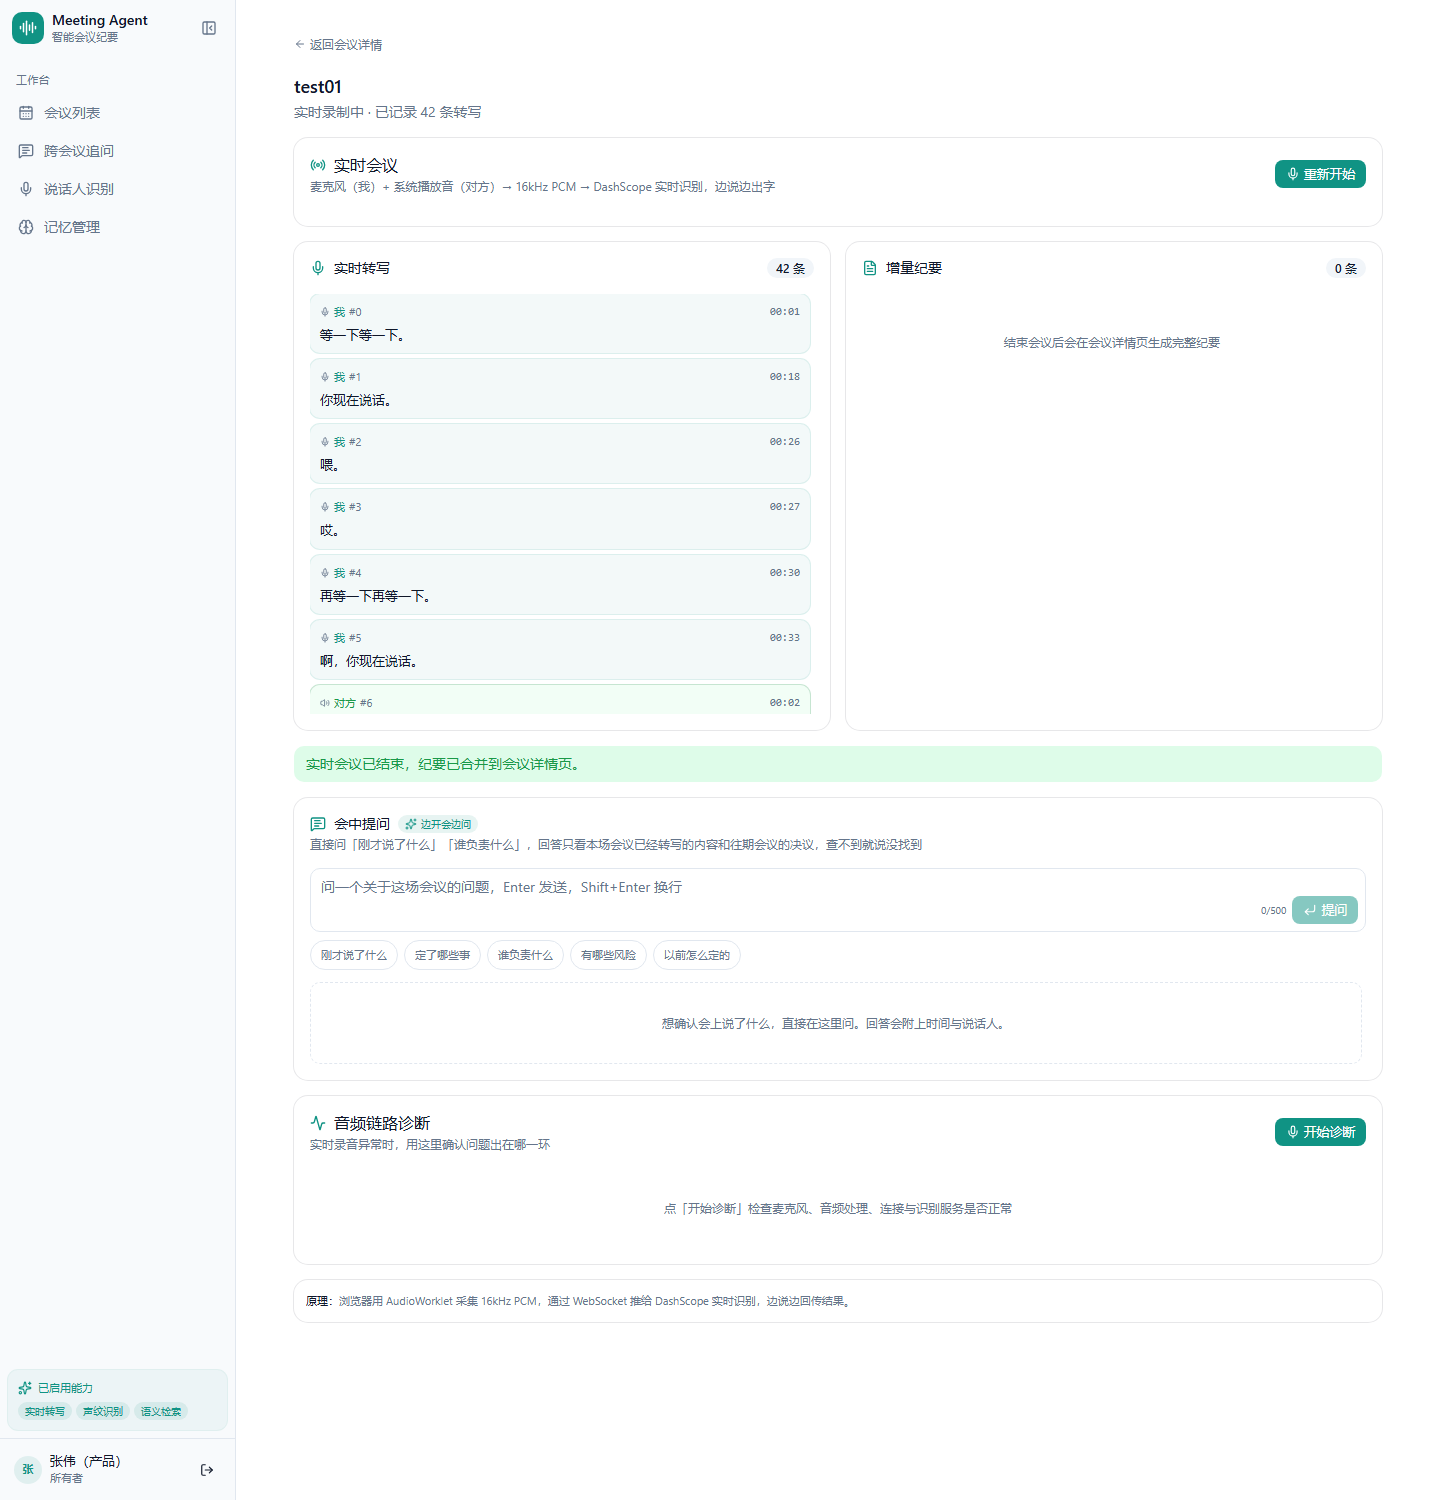 Meeting Agent
智能会议纪要
工作台
会议列表
跨会议追问
说话人识别
记忆管理
已启用能力
实时转写 声纹识别 语义检索
张 张伟（产品）
所有者
返回会议详情
test01
实时录制中 · 已记录 42 条转写
实时会议
麦克风（我）+ 系统播放音（对方）→ 16kHz PCM → DashScope 实时识别，边说边出字
重新开始
实时转写 42 条
我 #0 00:01
等一下等一下。
我 #1 00:18
你现在说话。
我 #2 00:26
喂。
我 #3 00:27
哎。
我 #4 00:30
再等一下再等一下。
我 #5 00:33
啊，你现在说话。
对方 #6 00:02
增量纪要 0 条
结束会议后会在会议详情页生成完整纪要
实时会议已结束，纪要已合并到会议详情页。
会中提问 边开会边问
直接问「刚才说了什么」「谁负责什么」，回答只看本场会议已经转写的内容和往期会议的决议，查不到就说没找到
问一个关于这场会议的问题，Enter 发送，Shift+Enter 换行
0/500 提问
刚才说了什么 定了哪些事 谁负责什么 有哪些风险 以前怎么定的
想确认会上说了什么，直接在这里问。回答会附上时间与说话人。
音频链路诊断
实时录音异常时，用这里确认问题出在哪一环
开始诊断
点「开始诊断」检查麦克风、音频处理、连接与识别服务是否正常
原理：浏览器用 AudioWorklet 采集 16kHz PCM，通过 WebSocket 推给 DashScope 实时识别，边说边回传结果。